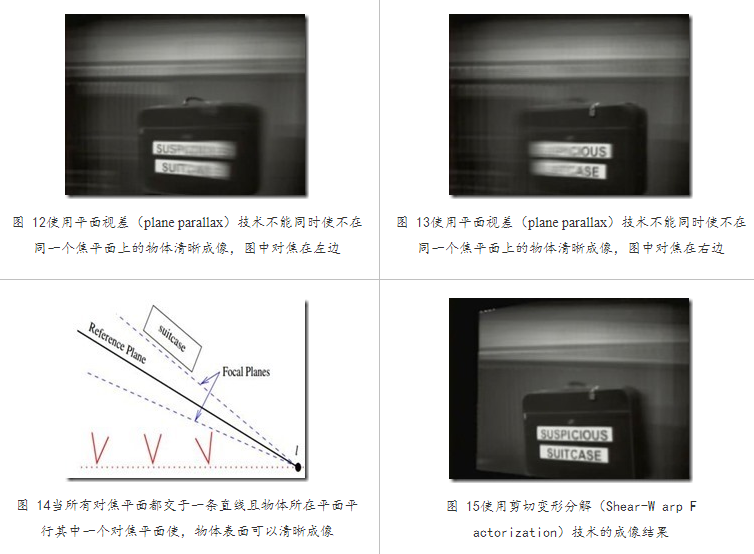 SUSPICIOUS
SUITCASE
SUSPICIOUS
SUITCASE
图 12使用平面视差（plane parallax）技术不能同时使不在
同一个焦平面上的物体清晰成像，图中对焦在左边
图 13使用平面视差（plane parallax）技术不能同时使不在
同一个焦平面上的物体清晰成像，图中对焦在右边
suitcase
Reference Plane
Focal Planes
l
SUSPICIOUS
SUITCASE
图 14当所有对焦平面都交于一条直线且物体所在平面平
行其中一个对焦平面使，物体表面可以清晰成像
图 15使用剪切变形分解（Shear-W arp F
actorization）技术的成像结果